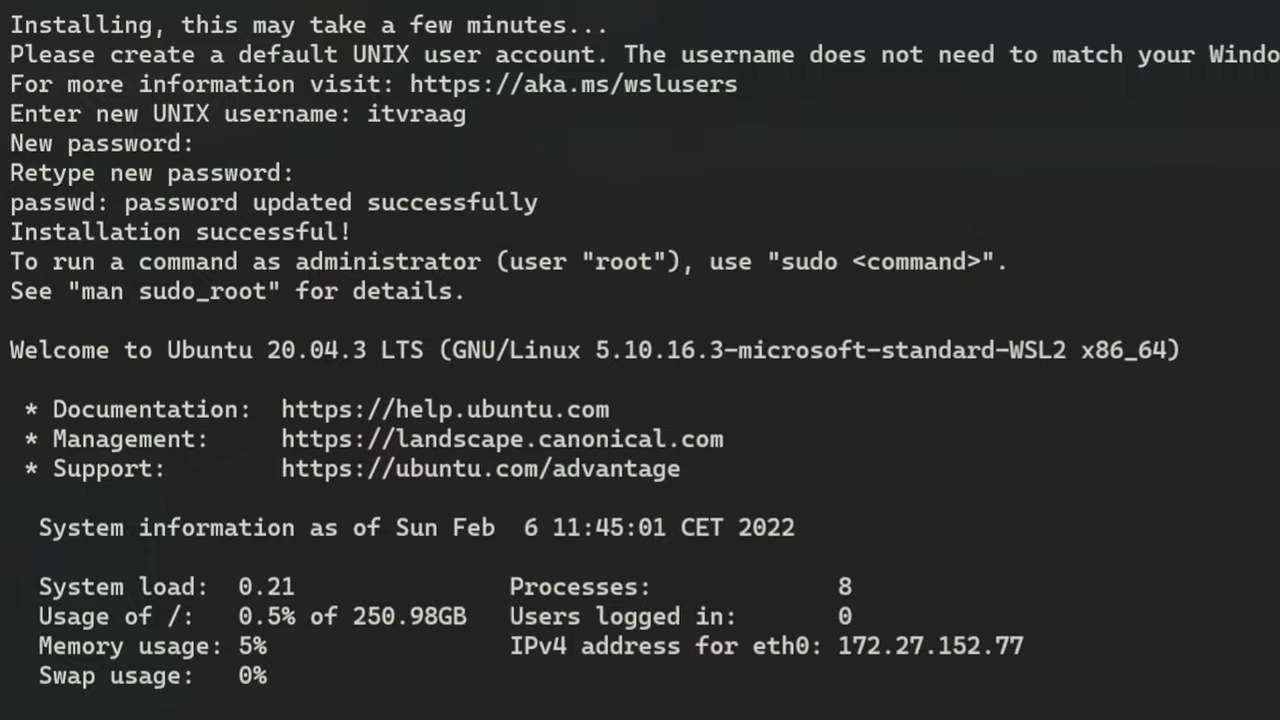 Installing, this may take a few minutes...
Please create a default UNIX user account. The username does not need to match your Windo
For more information visit: https://aka.ms/wslusers
Enter new UNIX username: itvraag
New password:
Retype new password:
passwd: password updated successfully
Installation successful!
To run a command as administrator (user "root"), use "sudo <command>".
See "man sudo_root" for details.
Welcome to Ubuntu 20.04.3 LTS (GNU/Linux 5.10.16.3-microsoft-standard-WSL2 x86_64)
* Documentation: https://help.ubuntu.com
* Management: https://landscape.canonical.com
* Support: https://ubuntu.com/advantage
System information as of Sun Feb 6 11:45:01 CET 2022
System load: 0.21 Processes: 8
Usage of /: 0.5% of 250.98GB Users logged in: 0
Memory usage: 5% IPv4 address for eth0: 172.27.152.77
Swap usage: 0%